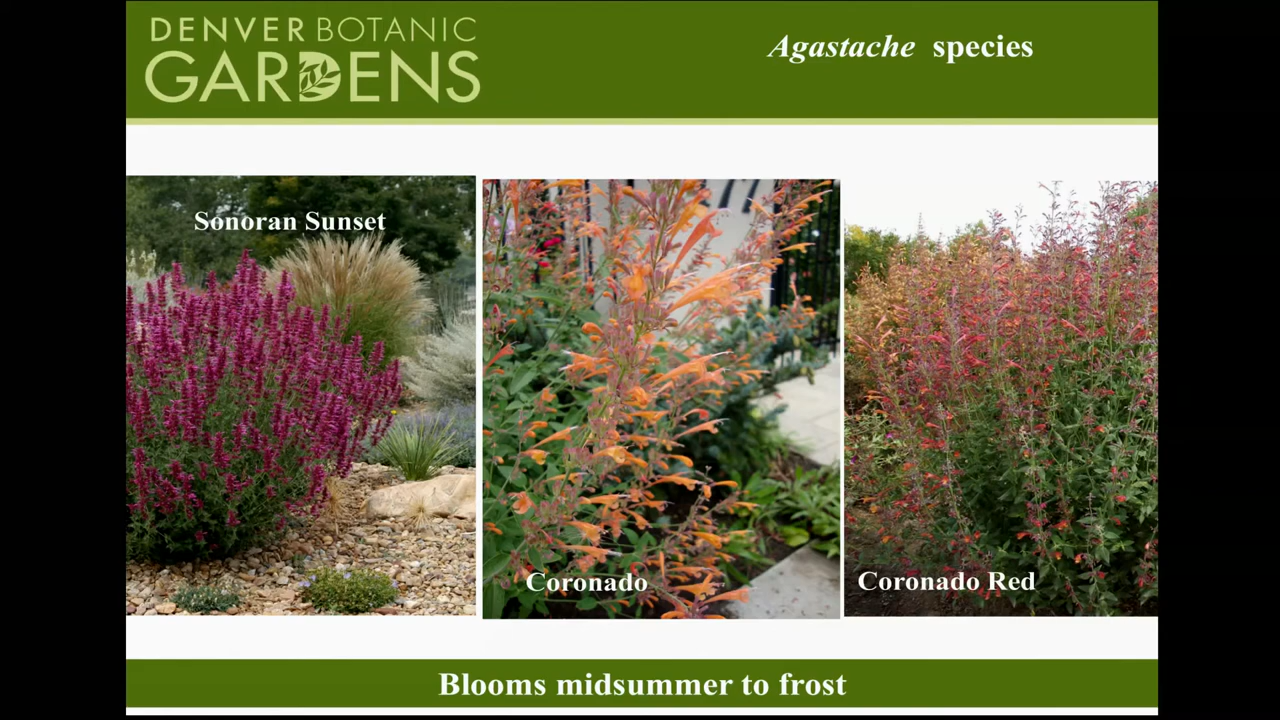 DENVER BOTANIC
GARDENS
Agastache species
Sonoran Sunset
Coronado
Coronado Red
Blooms midsummer to frost